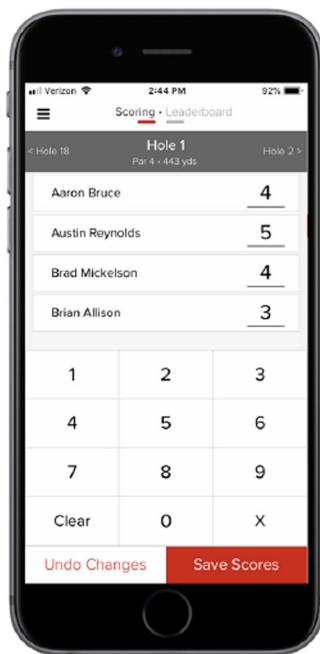 Verizon 2:44 PM 92%
Scoring • Leaderboard
< Hole 18 Hole 1 Hole 2 >
Par 4 • 443 yds
Aaron Bruce 4
Austin Reynolds 5
Brad Mickelson 4
Brian Allison 3
1 2 3
4 5 6
7 8 9
Clear 0 X
Undo Changes Save Scores